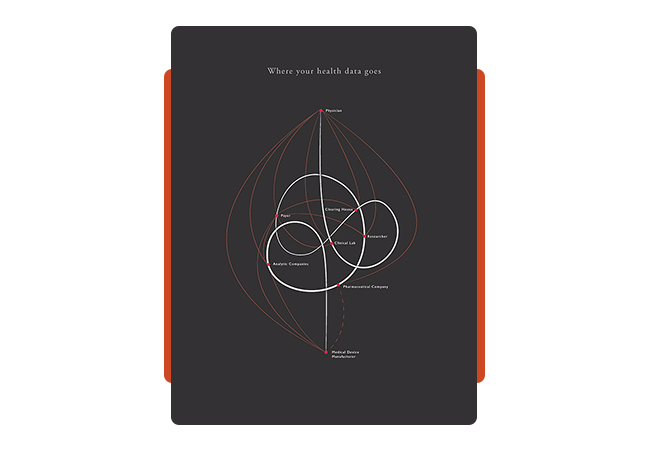 Where your health data goes
Physician
Clearing House
Payer
Researcher
Clinical Lab
Analytic Companies
Pharmaceutical Company
Medical Device
Manufacturer